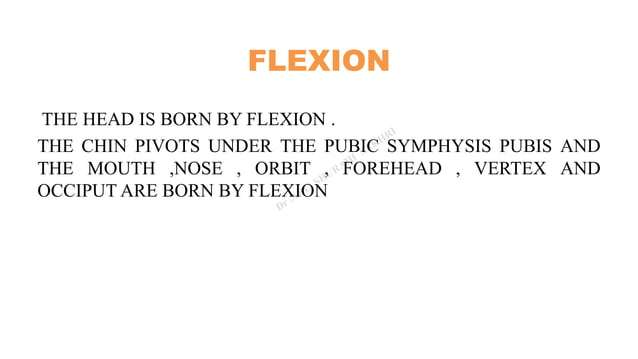 FLEXION
THE HEAD IS BORN BY FLEXION .
THE CHIN PIVOTS UNDER THE PUBIC SYMPHYSIS PUBIS AND
THE MOUTH ,NOSE , ORBIT , FOREHEAD , VERTEX AND
OCCIPUT ARE BORN BY FLEXION